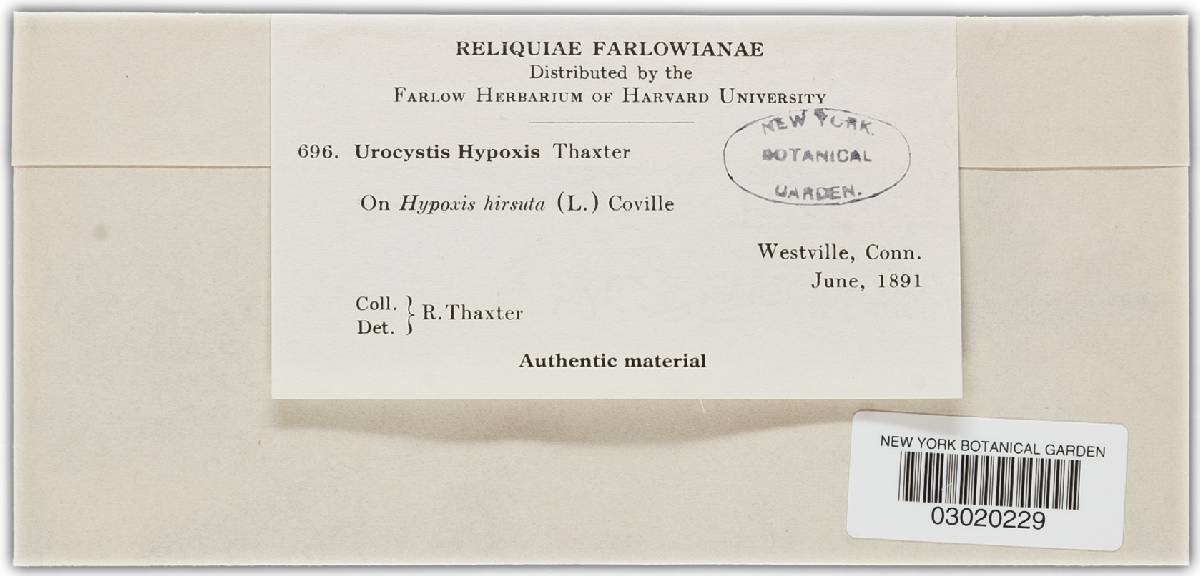 RELIQUIAE FARLOWIANAE
Distributed by the
FARLOW HERBARIUM OF HARVARD UNIVERSITY
NEW YORK
BOTANICAL
GARDEN.
696. Urocystis Hypoxis Thaxter
On Hypoxis hirsuta (L.) Coville
Westville, Conn.
June, 1891
Coll.
Det. } R. Thaxter
Authentic material
NEW YORK BOTANICAL GARDEN
03020229